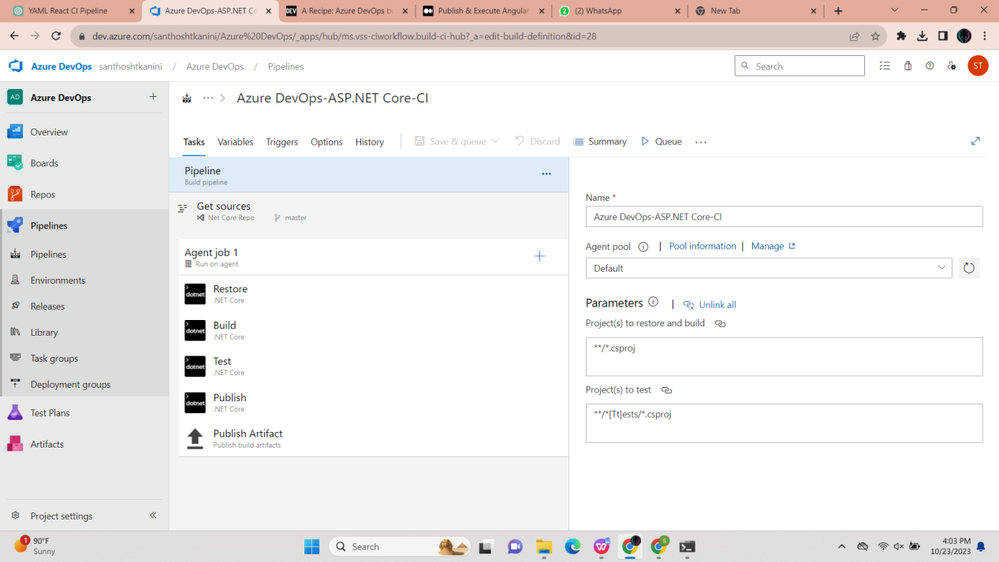 YAML React CI Pipeline
Azure DevOps-ASP.NET Co
DEV A Recipe: Azure DevOps bu
Publish & Execute Angular
2 (2) WhatsApp
New Tab
dev.azure.com/santhoshtkanini/Azure%20DevOps/_apps/hub/ms.vss-ciworkflow.build-ci-hub?_a=edit-build-definition&id=28
Azure DevOps santhoshtkanini / Azure DevOps / Pipelines
Search
ST
AD Azure DevOps
Overview
Boards
Repos
Pipelines
Pipelines
Environments
Releases
Library
Task groups
Deployment groups
Test Plans
Artifacts
Project settings
··· > Azure DevOps-ASP.NET Core-CI
Tasks Variables Triggers Options History Save & queue Discard Summary Queue ···
Pipeline
Build pipeline
Get sources
Net Core Repo master
Agent job 1
Run on agent
dotnet Restore
.NET Core
dotnet Build
.NET Core
dotnet Test
.NET Core
dotnet Publish
.NET Core
Publish Artifact
Publish build artifacts
Name *
Azure DevOps-ASP.NET Core-CI
Agent pool | Pool information | Manage
Default
Parameters | Unlink all
Project(s) to restore and build
**/*.csproj
Project(s) to test
**/*[Tt]ests/*.csproj
1 90°F
Sunny
Search
S
4:03 PM
10/23/2023